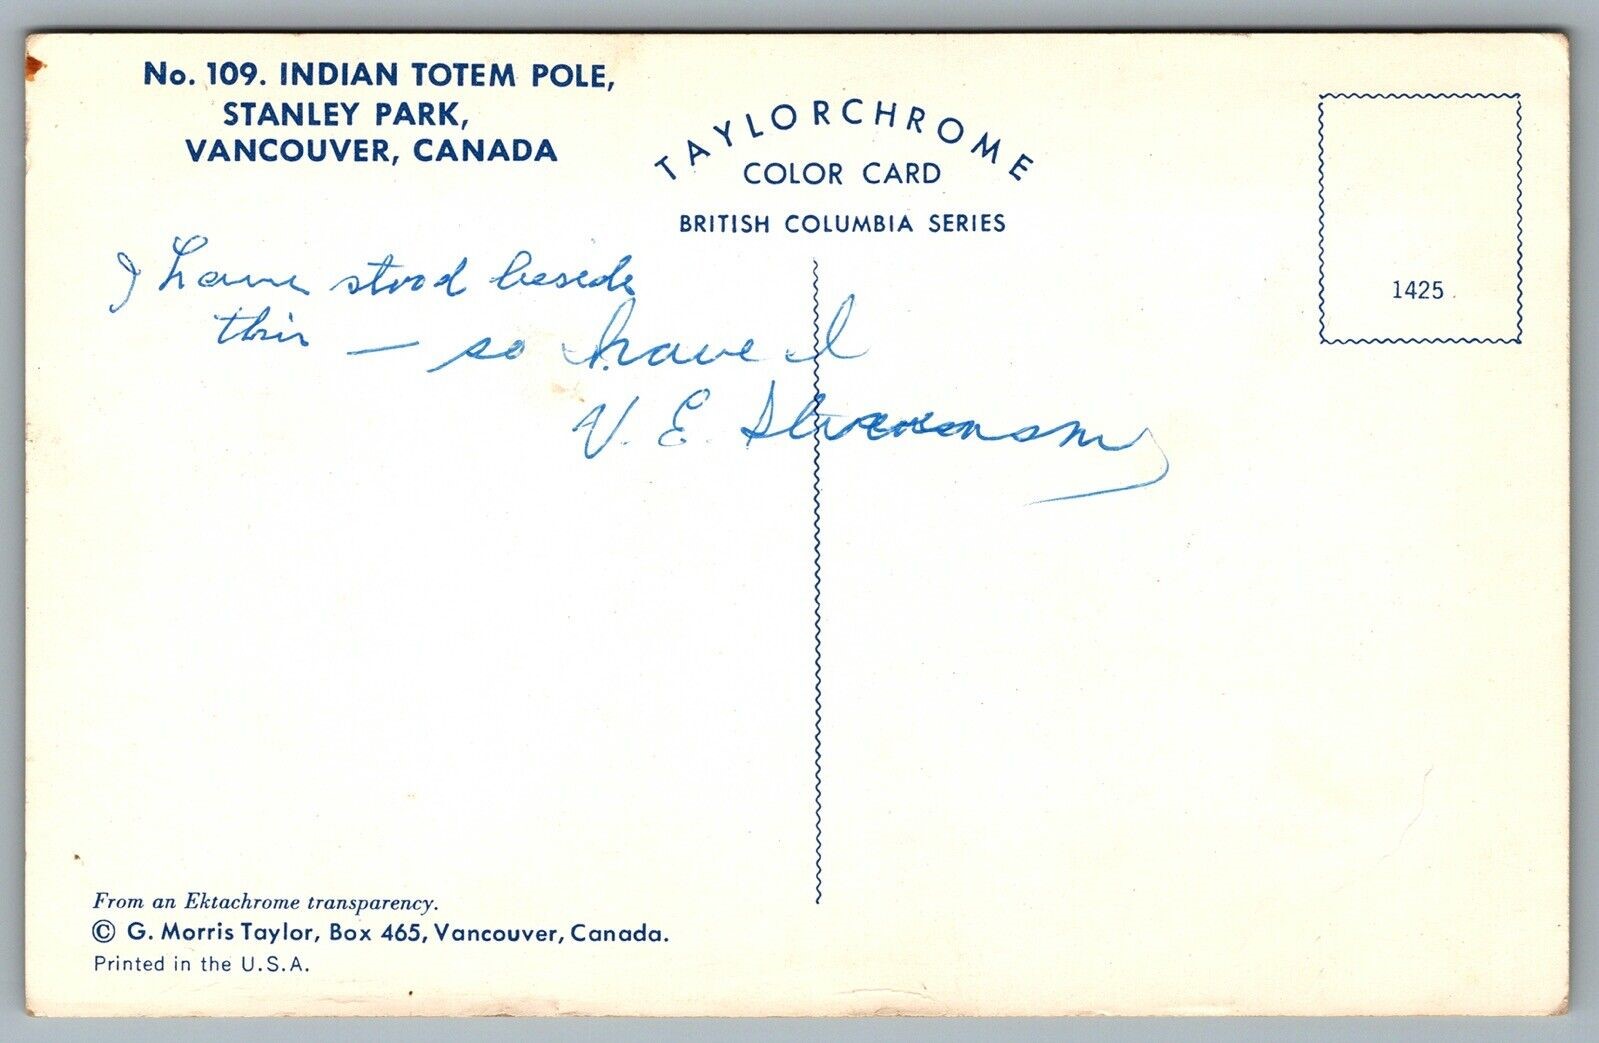 No. 109. INDIAN TOTEM POLE,
STANLEY PARK,
VANCOUVER, CANADA
TAYLORCHROME
COLOR CARD
BRITISH COLUMBIA SERIES
1425
I have stood beside
this — so have I
V. E. Stevenson
From an Ektachrome transparency.
© G. Morris Taylor, Box 465, Vancouver, Canada.
Printed in the U.S.A.